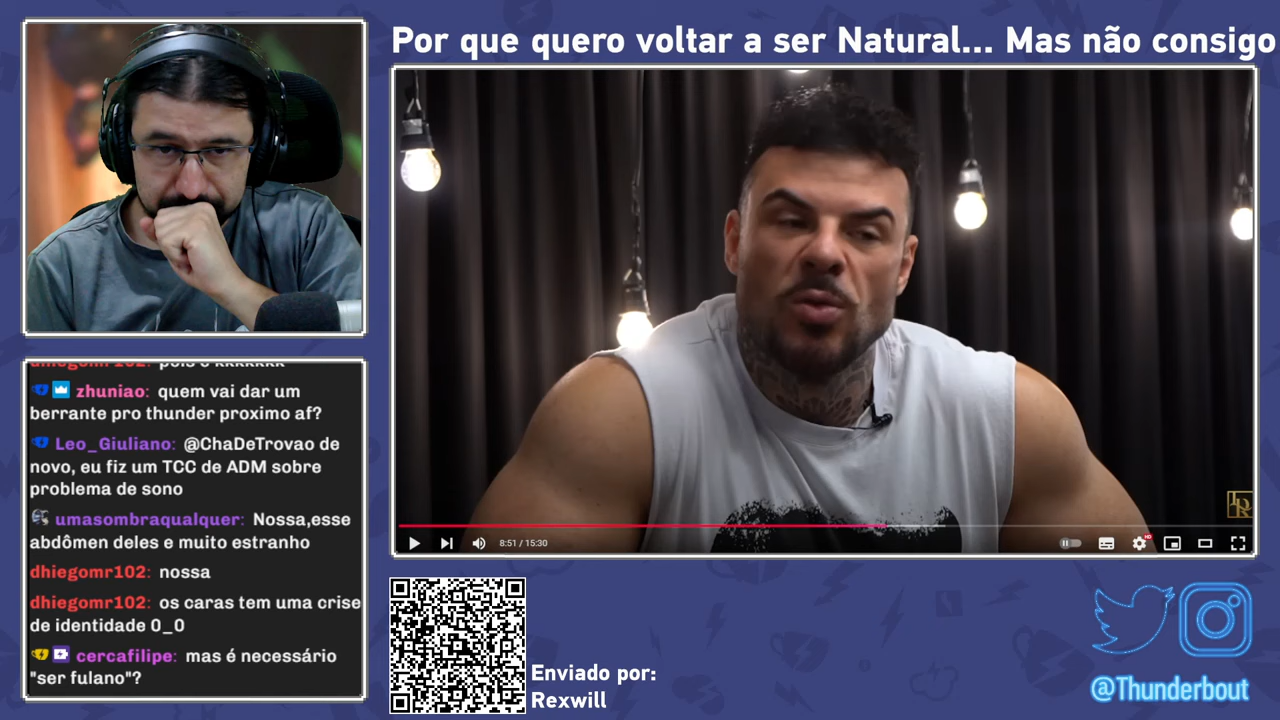 Por que quero voltar a ser Natural... Mas não consigo
zhuniao: quem vai dar um
berrante pro thunder proximo af?
Leo_Giuliano: @ChaDeTrovao de
novo, eu fiz um TCC de ADM sobre
problema de sono
umasombraqualquer: Nossa,esse
abdômen deles e muito estranho
dhiegomr102: nossa
dhiegomr102: os caras tem uma crise
de identidade 0_0
cercafilipe: mas é necessário
"ser fulano"?
8:51 / 15:30
HD
Enviado por:
Rexwill
@Thunderbout